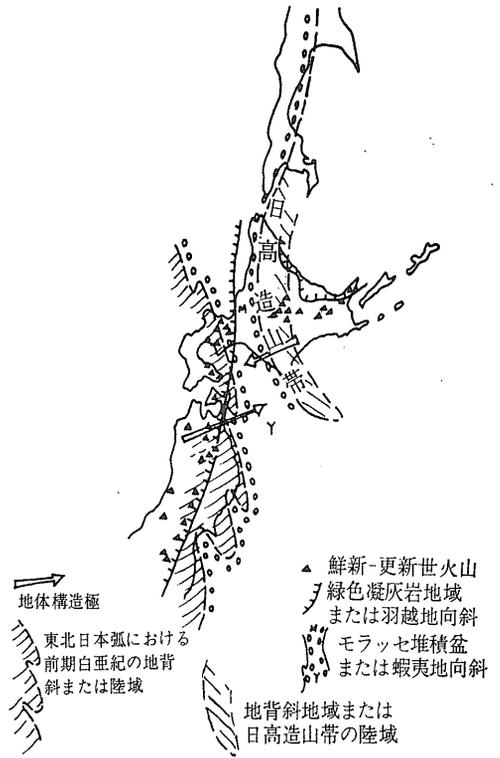 日
高
造
山
帯
M
Y
地体構造極
東北日本弧における
前期白亜紀の地背
斜または陸域
鮮新-更新世火山
緑色凝灰岩地域
または羽越地向斜
M
モラッセ堆積盆
または蝦夷地向斜
Y
地背斜地域または
日高造山帯の陸域